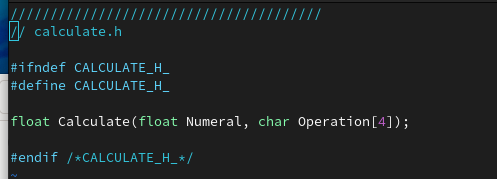 ///////////////////////////////////////
// calculate.h
#ifndef CALCULATE_H_
#define CALCULATE_H_
float Calculate(float Numeral, char Operation[4]);
#endif /*CALCULATE_H_*/
~